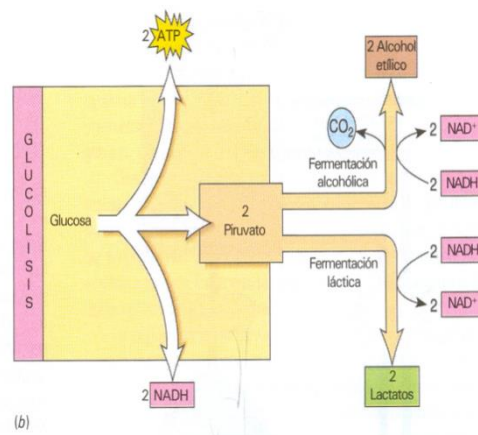 2 ATP
GLUCOLISIS
Glucosa
2
Piruvato
2 NADH
2 Alcohol
etílico
CO₂
Fermentación
alcohólica
2 NAD⁺
2 NADH
Fermentación
láctica
2 NADH
2 NAD⁺
2
Lactatos
(b)